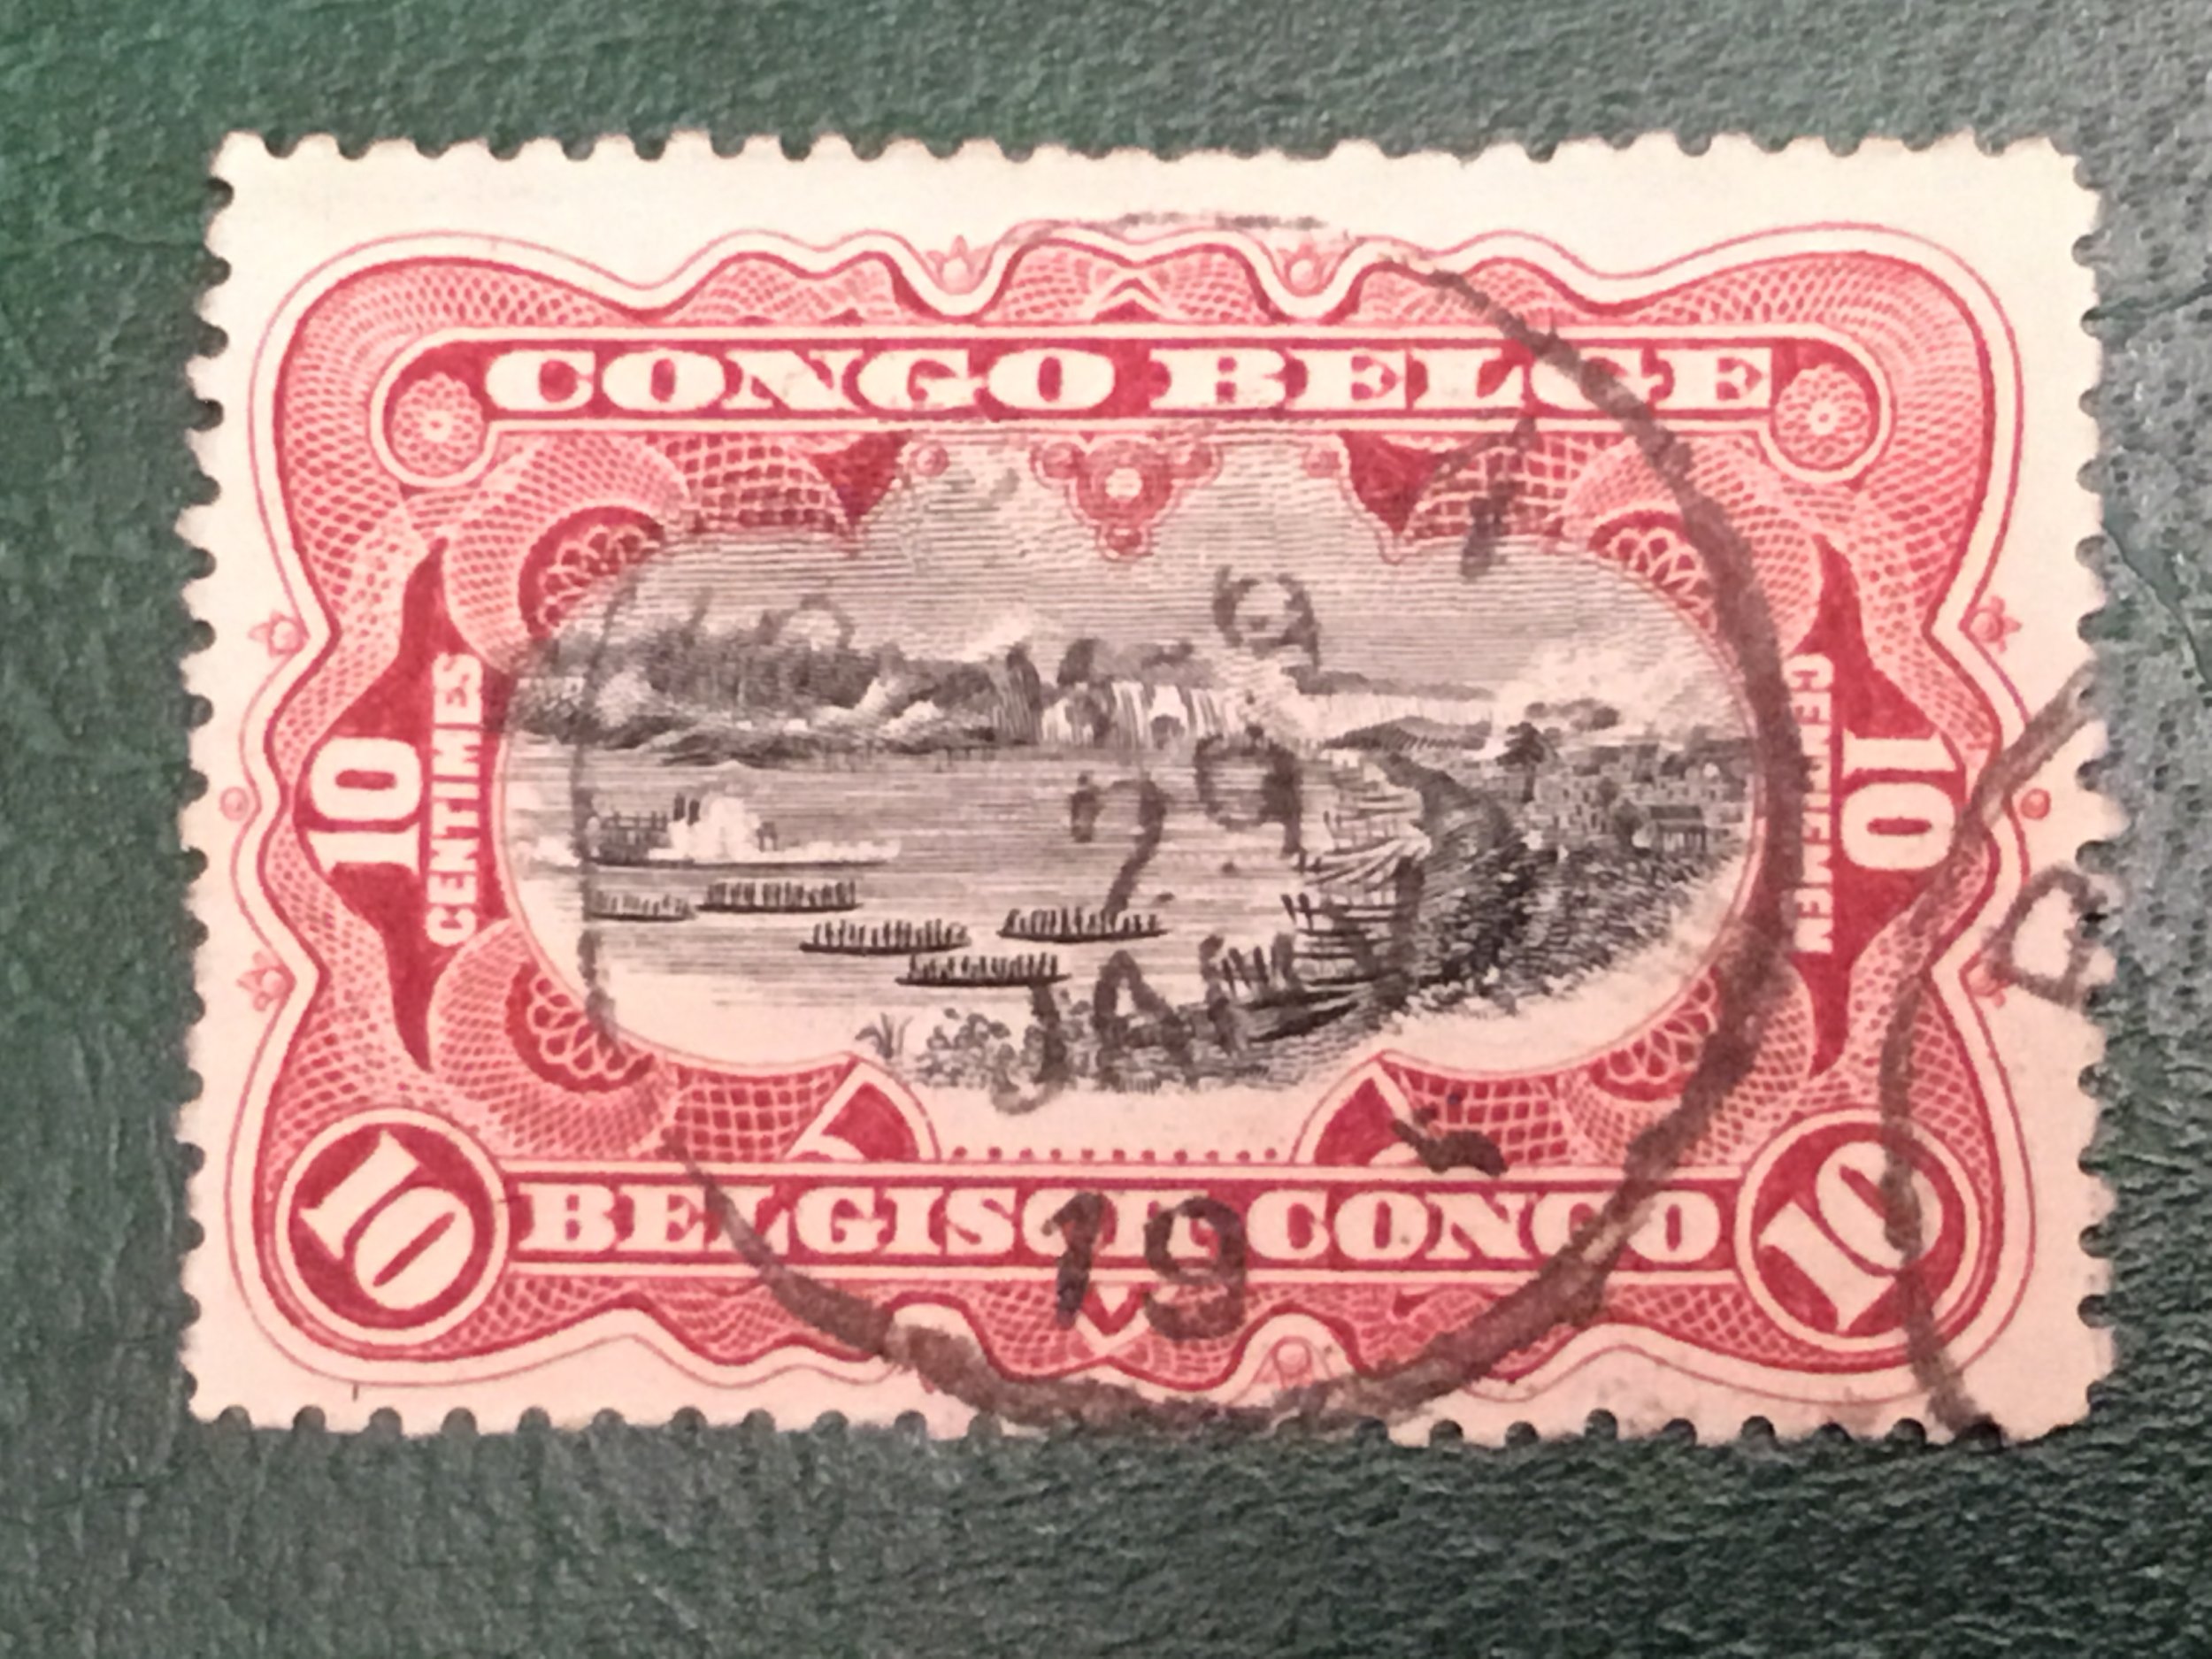 CONGO BELGE
10 CENTIMES
10 CENTIEMEN
29
JAN
19
10 BELGISCH CONGO 10